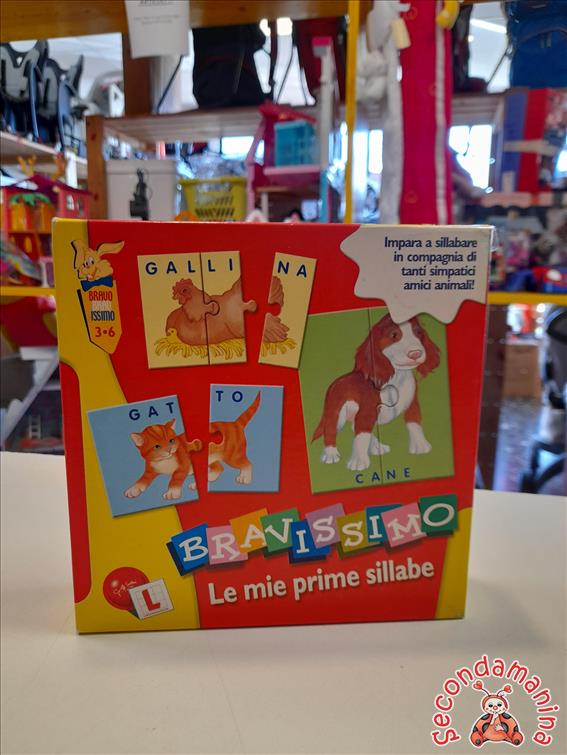 Impara a sillabare
in compagnia di
tanti simpatici
amici animali!
GALLI NA
BRAVO
BRAVISSIMO
3•6
GAT TO
CANE
BRAVISSIMO
Le mie prime sillabe
L
secondamanina